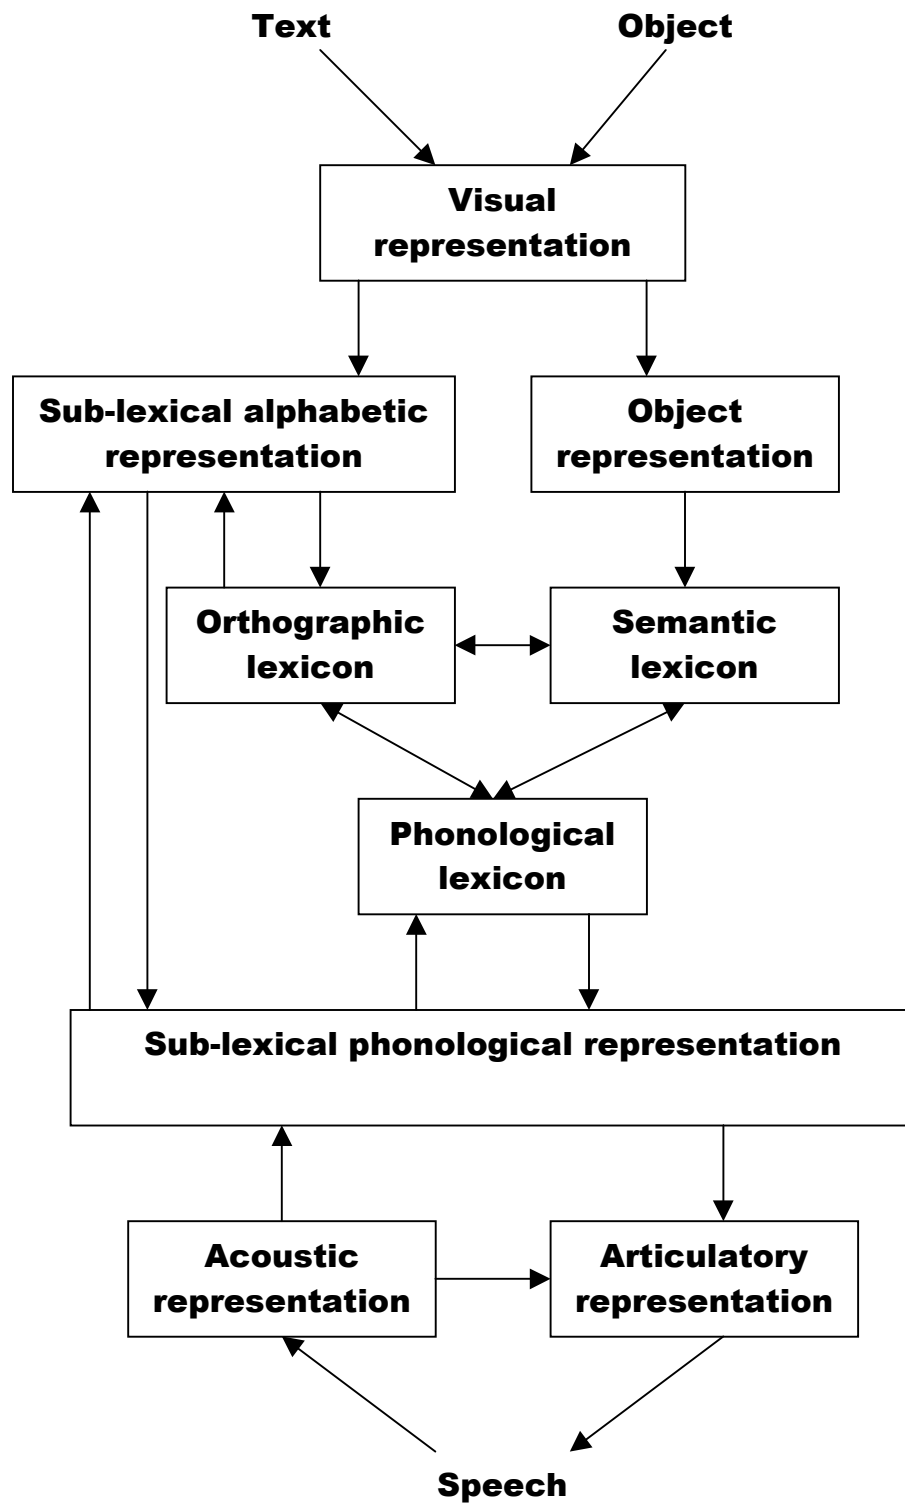 Text
Object
Visual
representation
Sub-lexical alphabetic
representation
Object
representation
Orthographic
lexicon
Semantic
lexicon
Phonological
lexicon
Sub-lexical phonological representation
Acoustic
representation
Articulatory
representation
Speech